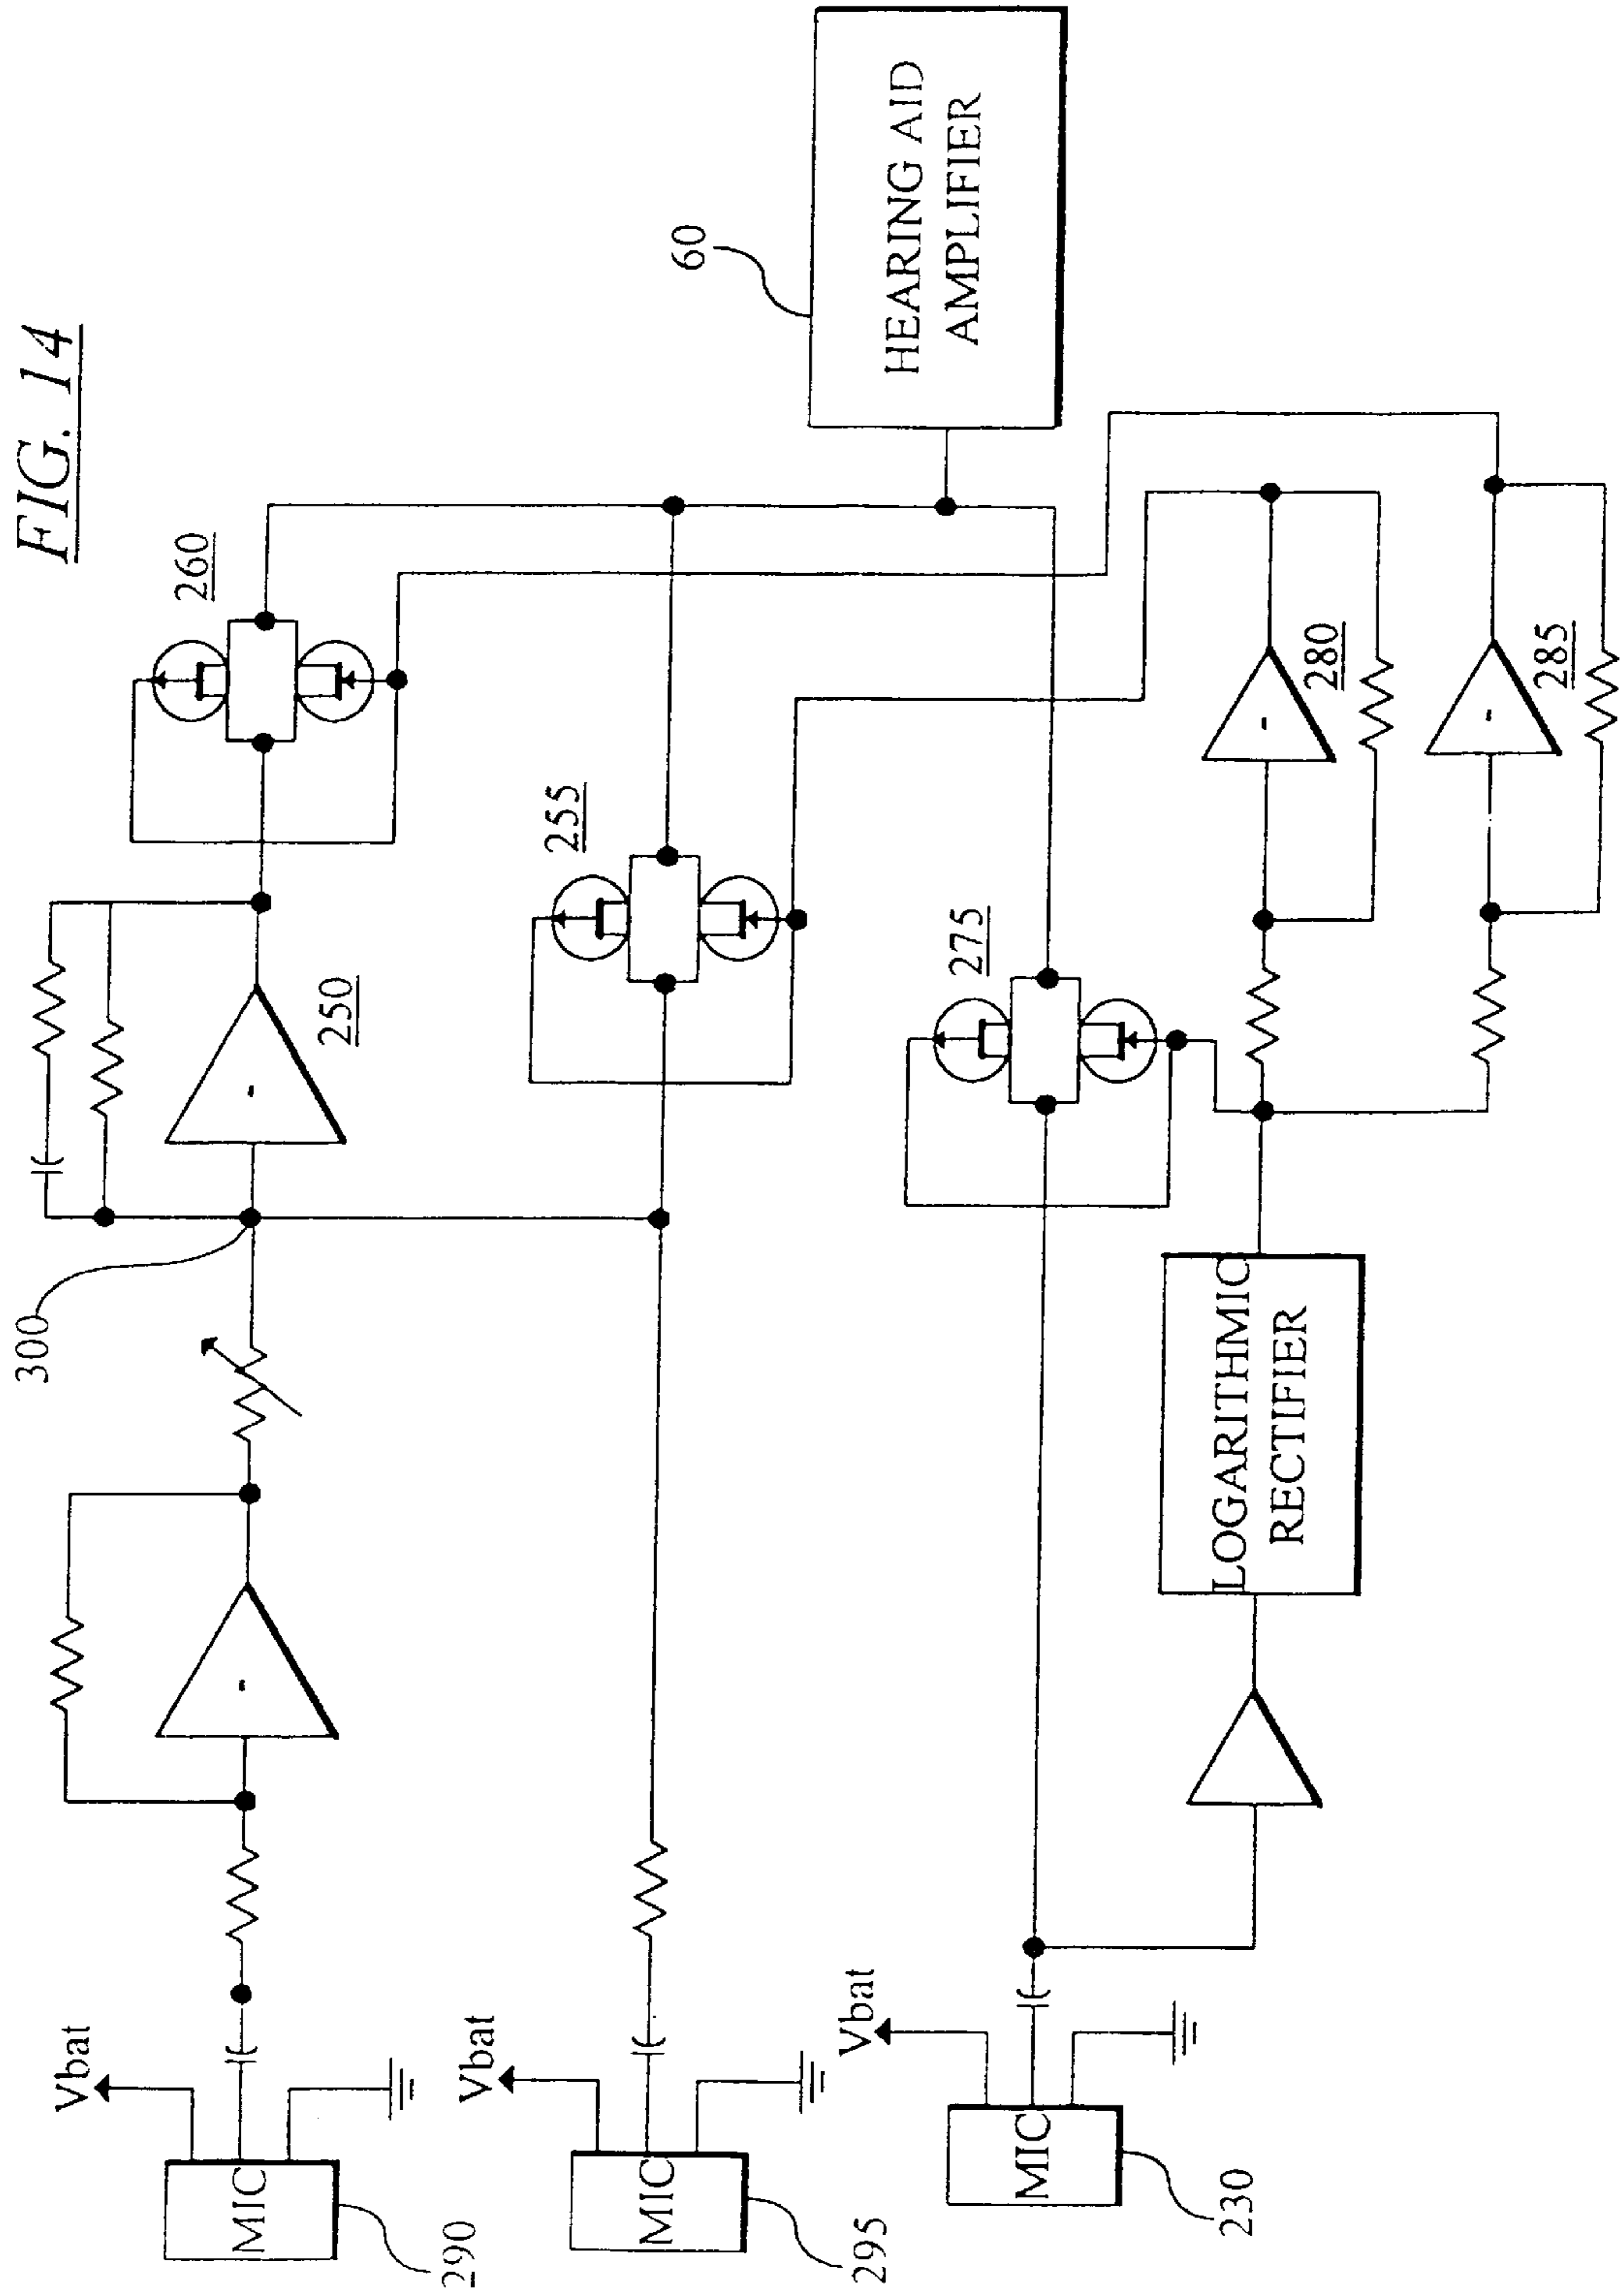 FIG. 14
Vbat
MIC
290
300
250
260
Vbat
MIC
295
255
60
HEARING AID
AMPLIFIER
Vbat
MIC
230
275
LOGARITHMIC
RECTIFIER
280
285